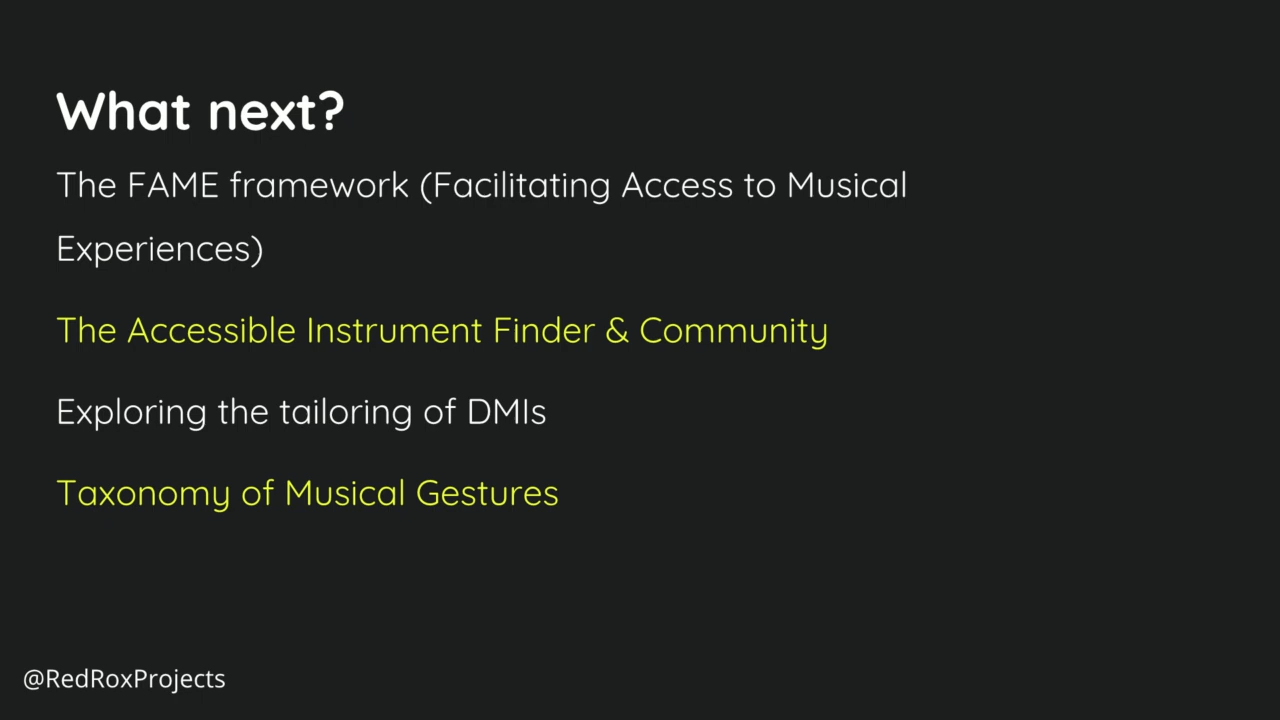 What next?
The FAME framework (Facilitating Access to Musical
Experiences)
The Accessible Instrument Finder & Community
Exploring the tailoring of DMIs
Taxonomy of Musical Gestures
@RedRoxProjects